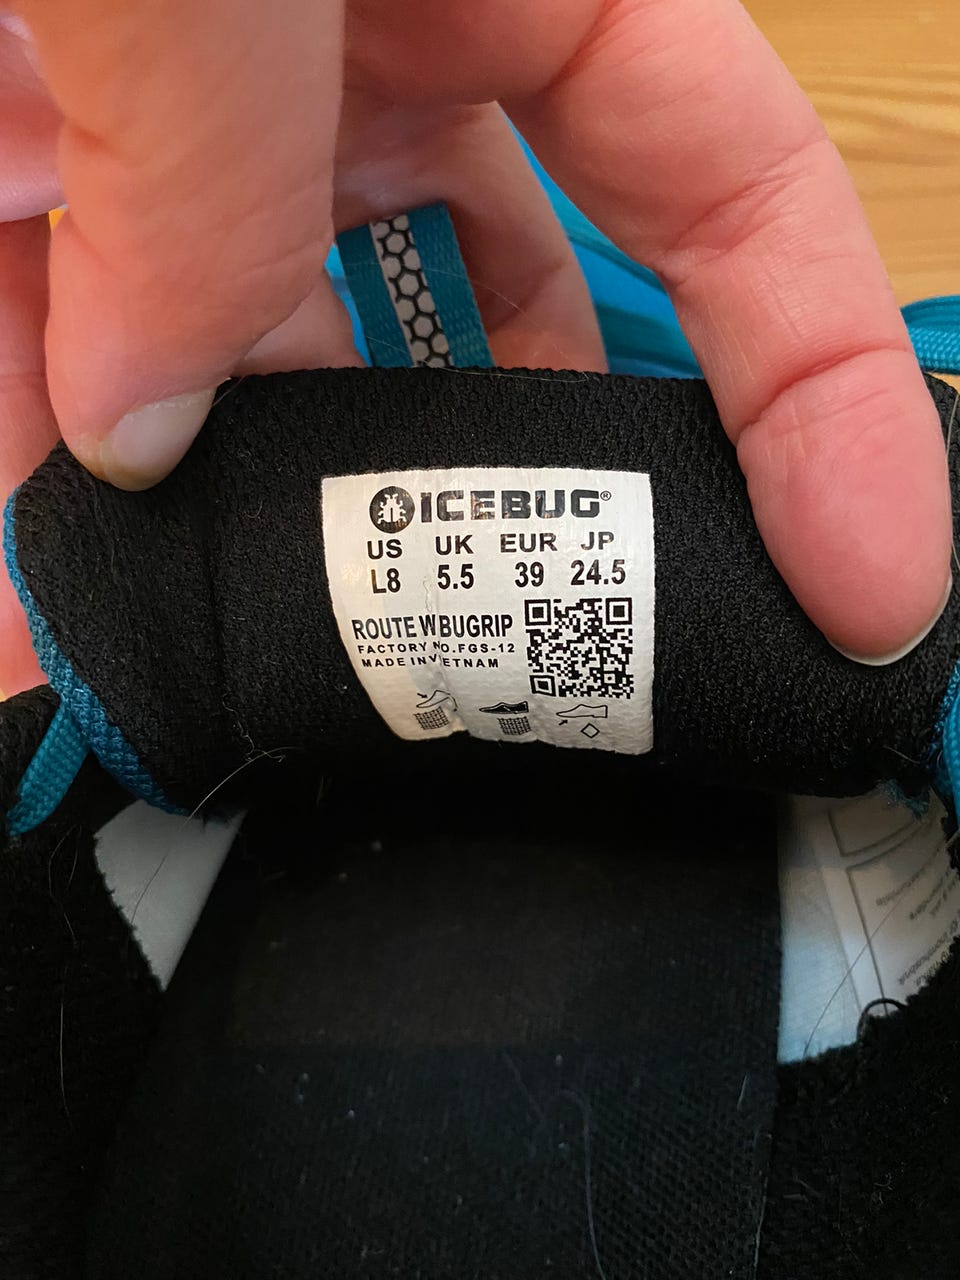 ICEBUG®
US UK EUR JP
L8 5.5 39 24.5
ROUTE W BUGRIP
FACTORY NO.FGS-12
MADE IN VIETNAM